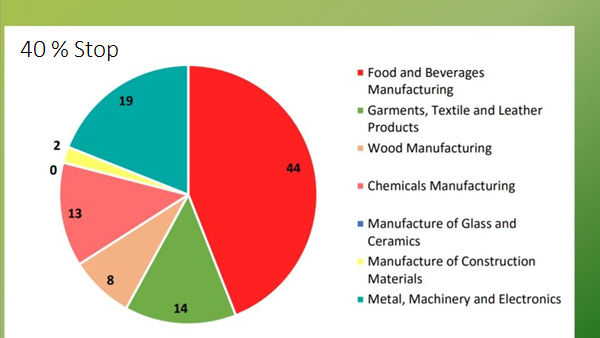 40 % Stop
19
2
0
13
8
14
44
Food and Beverages
Manufacturing
Garments, Textile and Leather
Products
Wood Manufacturing
Chemicals Manufacturing
Manufacture of Glass and
Ceramics
Manufacture of Construction
Materials
Metal, Machinery and Electronics